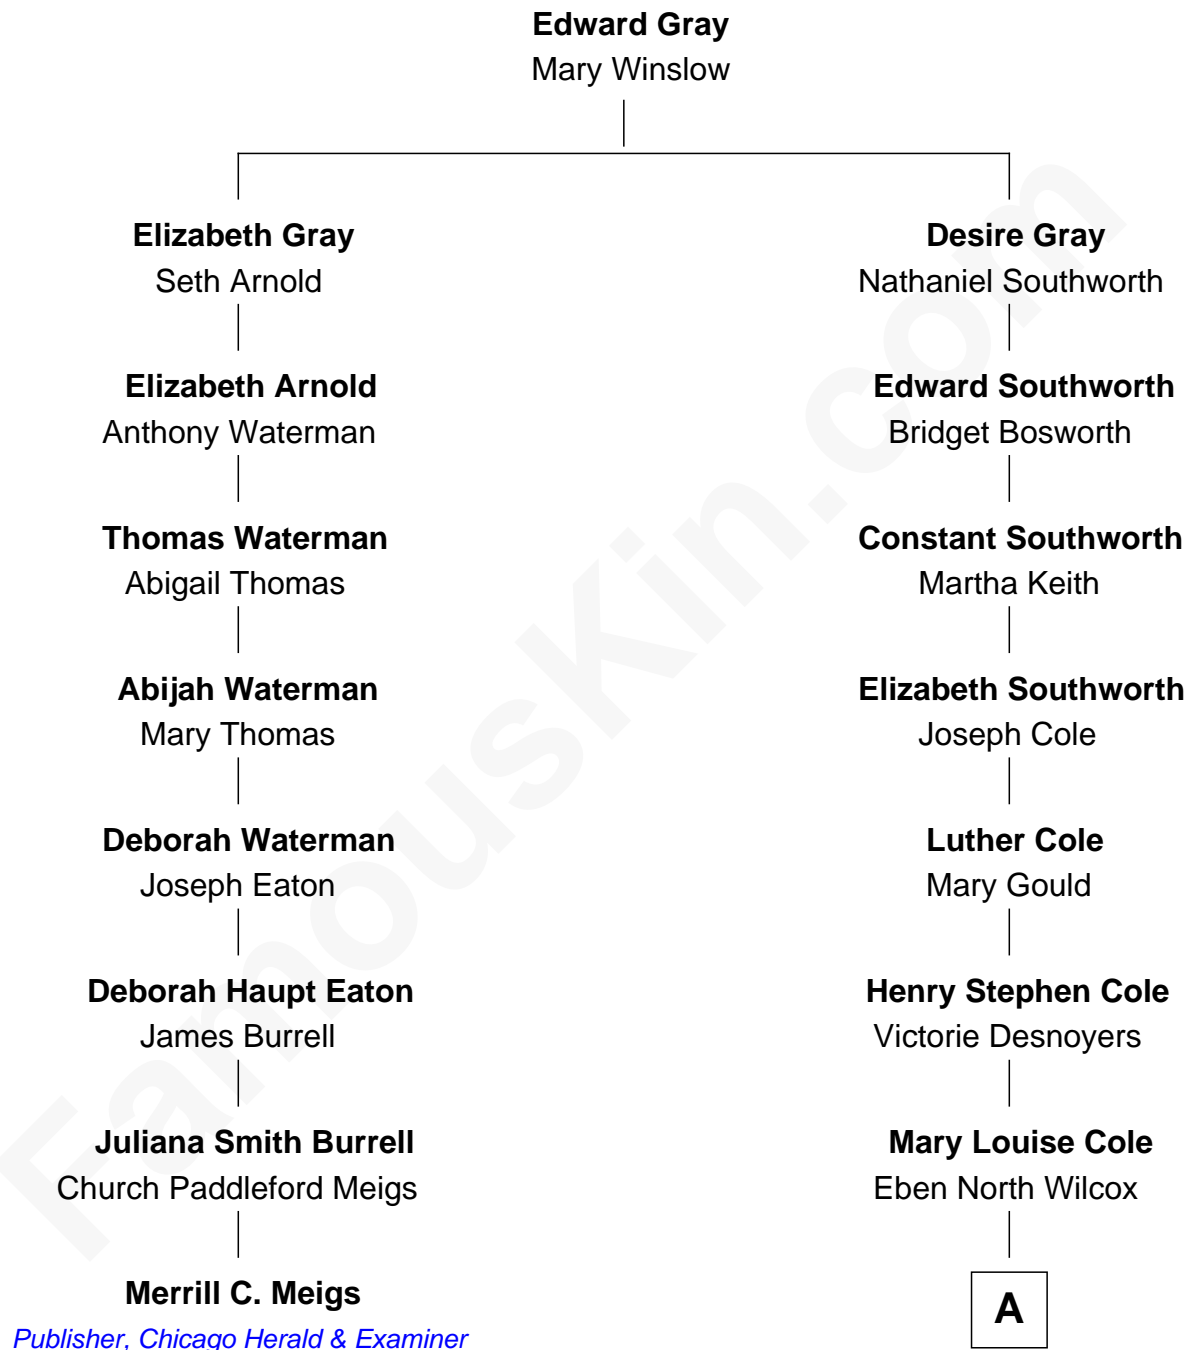 Edward Gray
Mary Winslow
Elizabeth Gray
Seth Arnold
Desire Gray
Nathaniel Southworth
Elizabeth Arnold
Anthony Waterman
Edward Southworth
Bridget Bosworth
Thomas Waterman
Abigail Thomas
Constant Southworth
Martha Keith
Abijah Waterman
Mary Thomas
Elizabeth Southworth
Joseph Cole
Deborah Waterman
Joseph Eaton
Luther Cole
Mary Gould
Deborah Haupt Eaton
James Burrell
Henry Stephen Cole
Victorie Desnoyers
Juliana Smith Burrell
Church Paddleford Meigs
Mary Louise Cole
Eben North Wilcox
Merrill C. Meigs
Publisher, Chicago Herald & Examiner
A
FamousKin.com